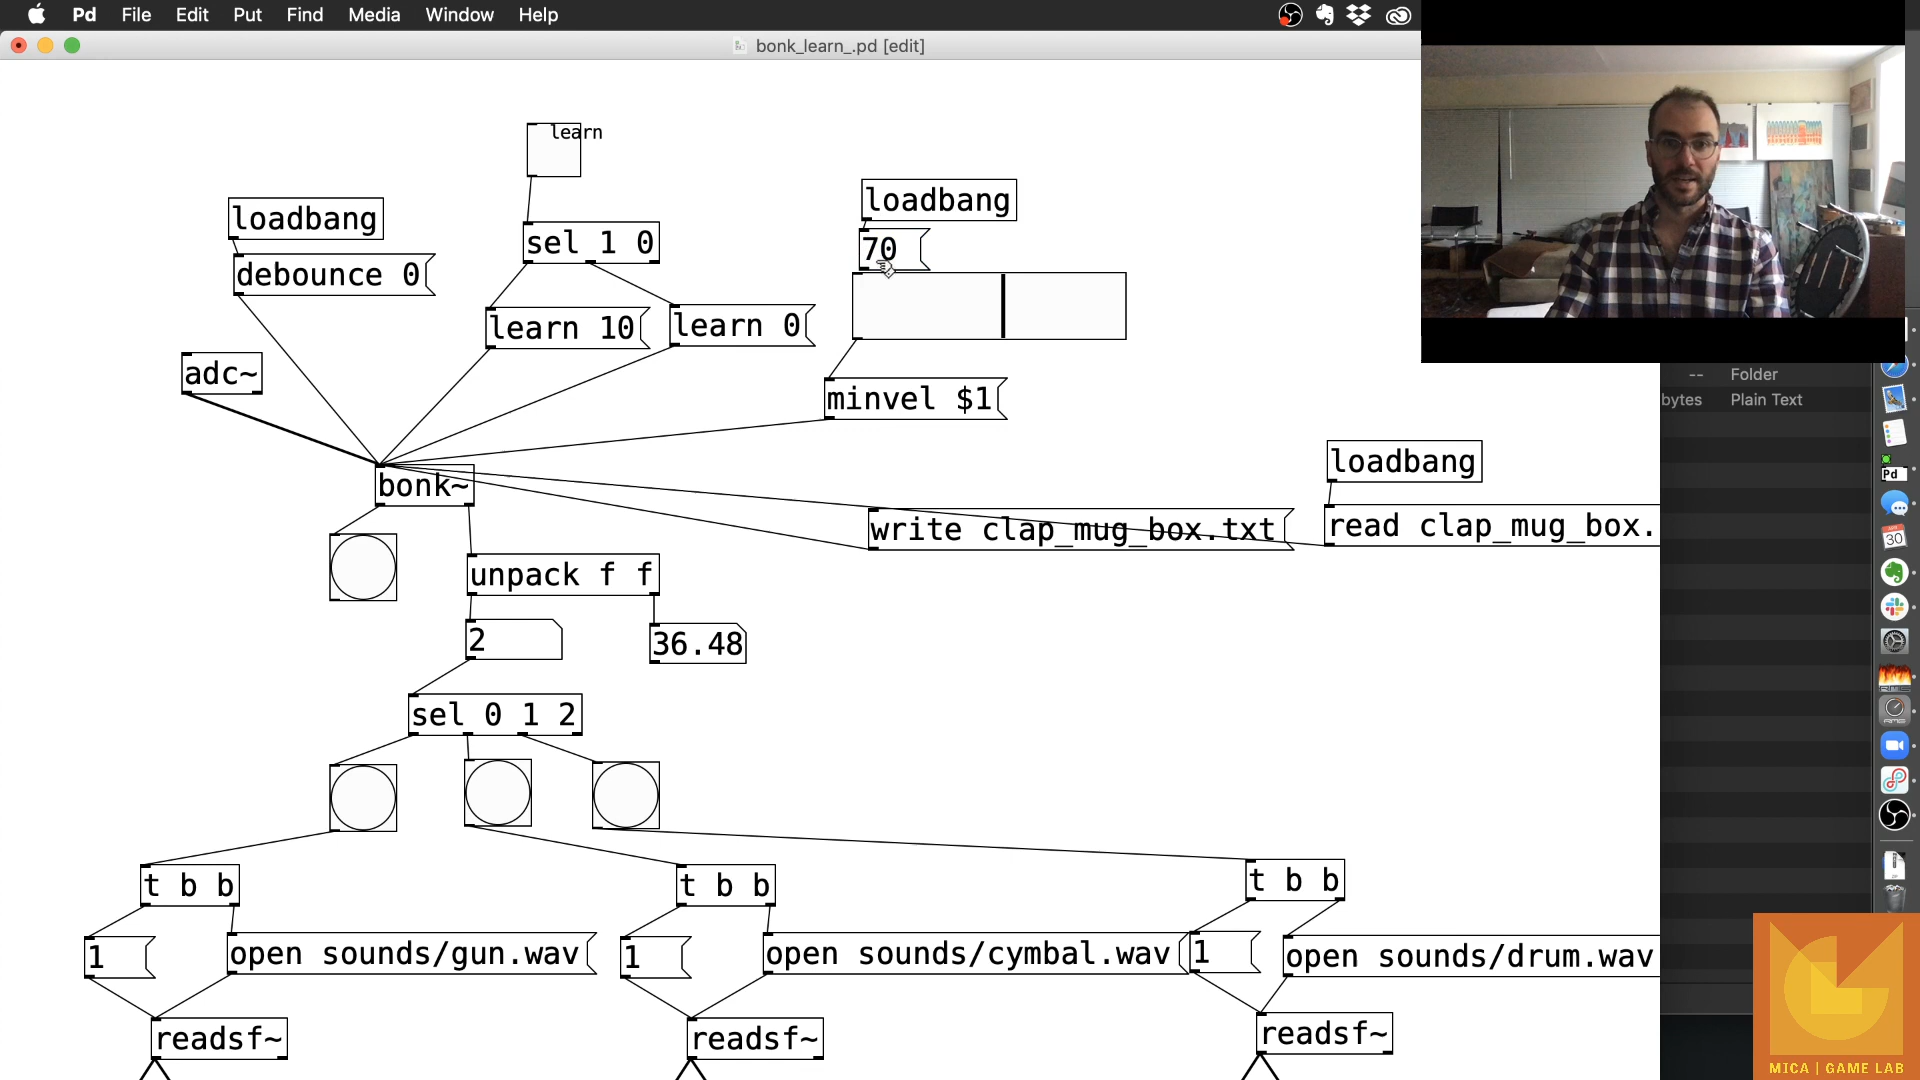 Pd File Edit Put Find Media Window Help
bonk_learn_.pd [edit]
learn
loadbang
loadbang
sel 1 0
70
debounce 0
learn 10
learn 0
adc~
minvel $1
-- Folder
bytes Plain Text
loadbang
bonk~
write clap_mug_box.txt
read clap_mug_box.
Pd
APR
30
unpack f f
2
36.48
sel 0 1 2
t b b
t b b
t b b
1
open sounds/gun.wav
1
open sounds/cymbal.wav
1
open sounds/drum.wav
readsf~
readsf~
readsf~
MICA | GAME LAB